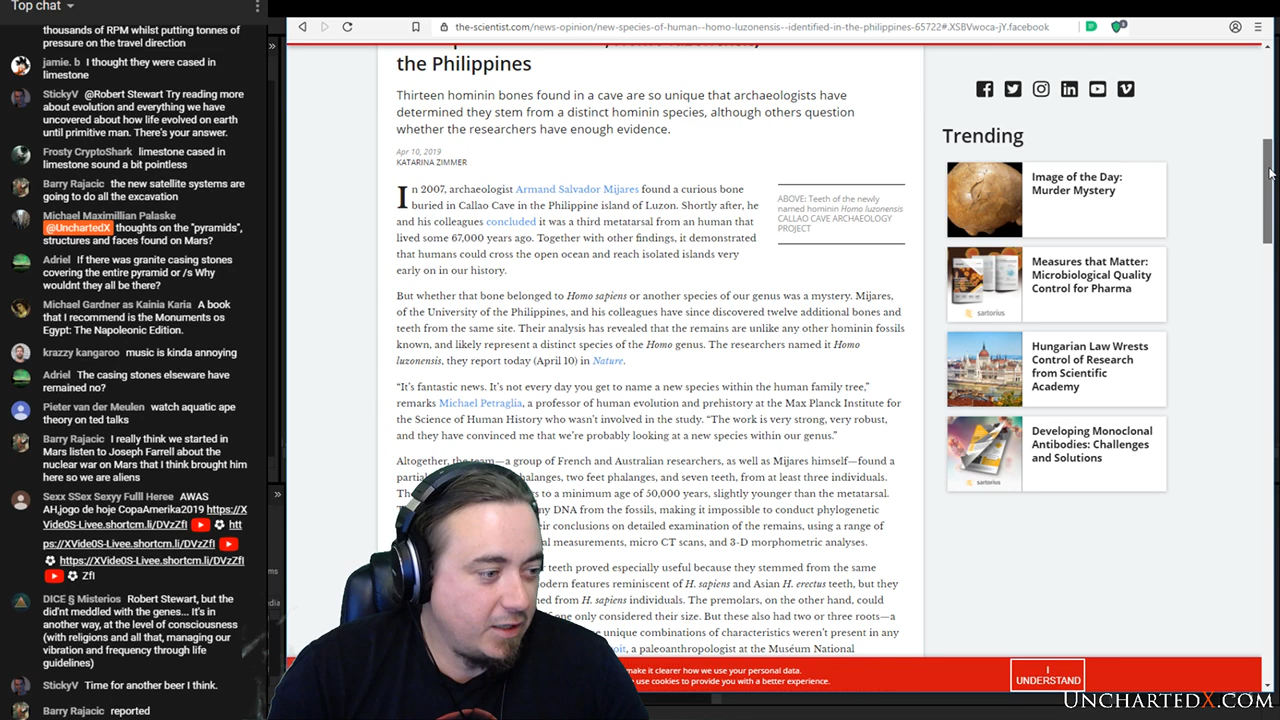 Top chat
those of RPM whilst putting tonnes of
pressure on the travel direction
jamie. b I thought they were cased in
limestone
StickyV @Robert Stewart Try reading
more about evolution and everything we have
uncovered about how life evolved on earth
until primitive man. There's your answer.
Frosty CryptoShark limestone cased in
limestone sound a bit pointless
Barry Rajacic the new satellite systems are
going to do all the excavation
Michael Maximillian Palaske
@UnchartedX thoughts on the "pyramids",
structures and faces found on Mars?
Adriel If there was granite casing stones
covering the entire pyramid or /s Why
wouldnt they all be there?
Michael Gardner as Kainia Karia A book
that I recommend is the Monuments os
Egypt: The Napoleonic Edition.
krazzy kangaroo music is kinda annoying
Adriel The casing stones elseware have
remained no?
Pieter van der Meulen watch aquatic ape
theory on ted talks
Barry Rajacic I really think we started in
Mars listen to Joseph Farrell about the
nuclear war on Mars that I think brought him
here so we are aliens
Sexx SSex Sexyy Fulll Heree AWAS
AH,jogo de hoje CopaAmerica2019 https://X
Vide0S-Livee.shortcm.li/DVzZfI htt
ps://XVide0S-Livee.shortcm.li/DVzZfI
https://XVide0S-Livee.shortcm.li/DVzZfI
Zfi
DICE § Misterios Robert Stewart, but the
did'nt meddled with the genes... It's in
another way, at the level of consciousness
(with religions and all that, managing our
vibration and frequency through life
guidelines)
StickyV Time for another beer I think.
Barry Rajacic reported
the-scientist.com/news-opinion/new-species-of-human--homo-luzonensis--identified-in-the-philippines-65722#.XSBVwoca-jY.facebook
the Philippines
Thirteen hominin bones found in a cave are so unique that archaeologists have
determined they stem from a distinct hominin species, although others question
whether the researchers have enough evidence.
Apr 10, 2019
KATARINA ZIMMER
In 2007, archaeologist Armand Salvador Mijares found a curious bone
buried in Callao Cave in the Philippine island of Luzon. Shortly after, he
and his colleagues concluded it was a third metatarsal from an human that
lived some 67,000 years ago. Together with other findings, it demonstrated
that humans could cross the open ocean and reach isolated islands very
early on in our history.
ABOVE: Teeth of the newly
named hominin Homo luzonensis
CALLAO CAVE ARCHAEOLOGY
PROJECT
But whether that bone belonged to Homo sapiens or another species of our genus was a mystery. Mijares,
of the University of the Philippines, and his colleagues have since discovered twelve additional bones and
teeth from the same site. Their analysis has revealed that the remains are unlike any other hominin fossils
known, and likely represent a distinct species of the Homo genus. The researchers named it Homo
luzonensis, they report today (April 10) in Nature.
"It's fantastic news. It's not every day you get to name a new species within the human family tree,"
remarks Michael Petraglia, a professor of human evolution and prehistory at the Max Planck Institute for
the Science of Human History who wasn't involved in the study. "The work is very strong, very robust,
and they have convinced me that we're probably looking at a new species within our genus."
Altogether, the team—a group of French and Australian researchers, as well as Mijares himself—found a
partial phalanges, two feet phalanges, and seven teeth, from at least three individuals.
to a minimum age of 50,000 years, slightly younger than the metatarsal.
any DNA from the fossils, making it impossible to conduct phylogenetic
their conclusions on detailed examination of the remains, using a range of
measurements, micro CT scans, and 3-D morphometric analyses.
teeth proved especially useful because they stemmed from the same
modern features reminiscent of H. sapiens and Asian H. erectus teeth, but they
from H. sapiens individuals. The premolars, on the other hand, could
one only considered their size. But these also had two or three roots—a
unique combinations of characteristics weren't present in any
a paleoanthropologist at the Muséum National
Trending
Image of the Day:
Murder Mystery
Measures that Matter:
Microbiological Quality
Control for Pharma
sartorius
Hungarian Law Wrests
Control of Research
from Scientific
Academy
Developing Monoclonal
Antibodies: Challenges
and Solutions
sartorius
make it clearer how we use your personal data.
use cookies to provide you with a better experience.
I
UNDERSTAND
UNCHARTEDX.COM